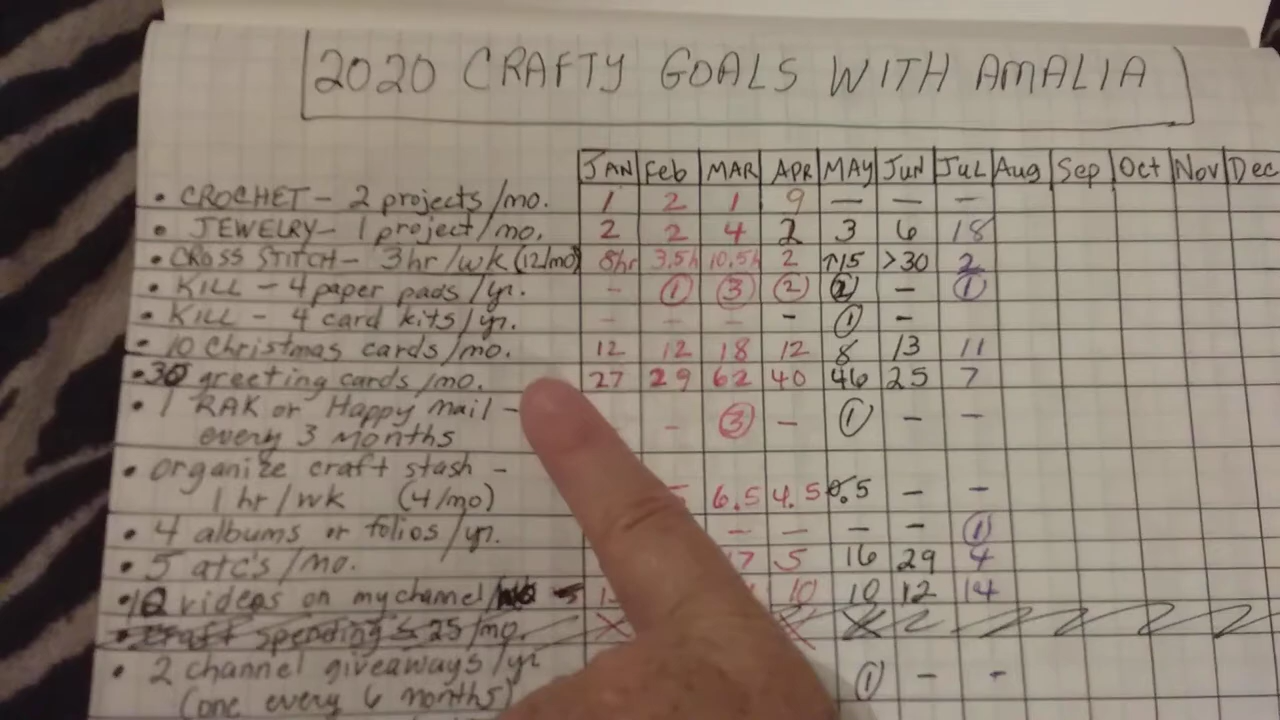 2020 CRAFTY GOALS WITH AMALIA
JAN Feb MAR APR MAY JUN JUL Aug Sep Oct Nov Dec
• CROCHET - 2 projects/mo. 1 2 1 9 — — —
• JEWELRY - 1 project/mo. 2 2 4 2 3 6 18
• CROSS STITCH - 3hr/wk (12/mo) 8hr 3.5h 10.5h 2 ↑15 >30 2
• KILL - 4 paper pads/yr. - 1 3 2 2 - 1
• KILL - 4 card kits/yr. - - - - 1 -
• 10 Christmas cards/mo. 12 12 18 12 8 13 11
• 30 greeting cards/mo. 27 29 62 40 46 25 7
• 1 RAK or Happy Mail - - 3 - 1 - -
every 3 months
• organize craft stash -
1 hr/wk (4/mo) 6.5 4.5 .5 - -
• 4 albums or folios/yr. - - - - 1
• 5 atc's/mo. 7 5 16 29 4
• 10 videos on my channel 10 10 12 14
• Craft spending ≤ 25/mo.
• 2 channel giveaways/yr 1 - -
(one every 6 months)